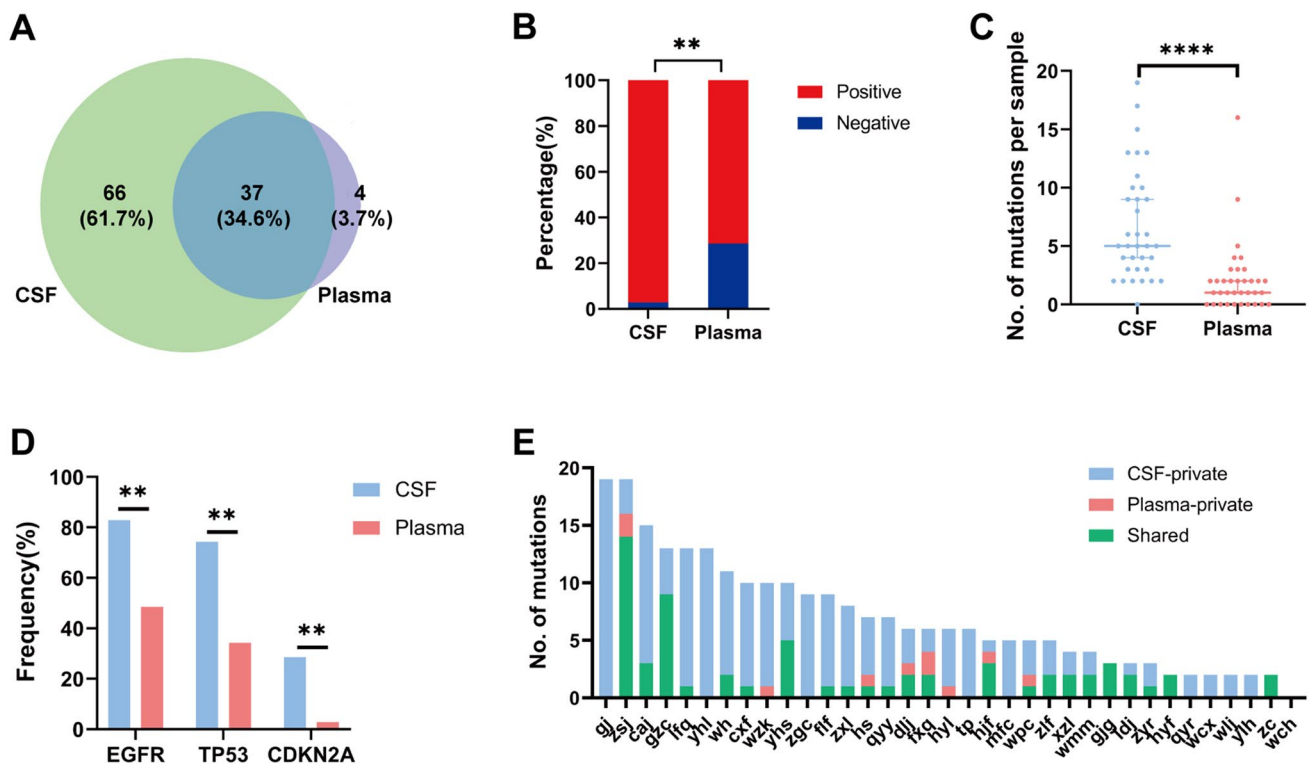 A
66
(61.7%)
37
(34.6%)
4
(3.7%)
CSF
Plasma
B
**
Percentage(%)
100
80
60
40
20
0
CSF
Plasma
Positive
Negative
C
****
No. of mutations per sample
20
15
10
5
0
CSF
Plasma
D
Frequency(%)
100
80
60
40
20
0
**
**
**
EGFR
TP53
CDKN2A
CSF
Plasma
E
No. of mutations
20
15
10
5
0
CSF-private
Plasma-private
Shared
gj
zsj
caj
gzc
lfq
yhl
wh
cxf
wzk
yhs
zgc
flf
zxl
hs
qyy
dlj
fxq
hyl
tp
hjf
mfc
wpc
zlf
xzl
wmm
gjg
fdj
zyr
hyf
qyr
wcx
wlj
ylh
zc
wch